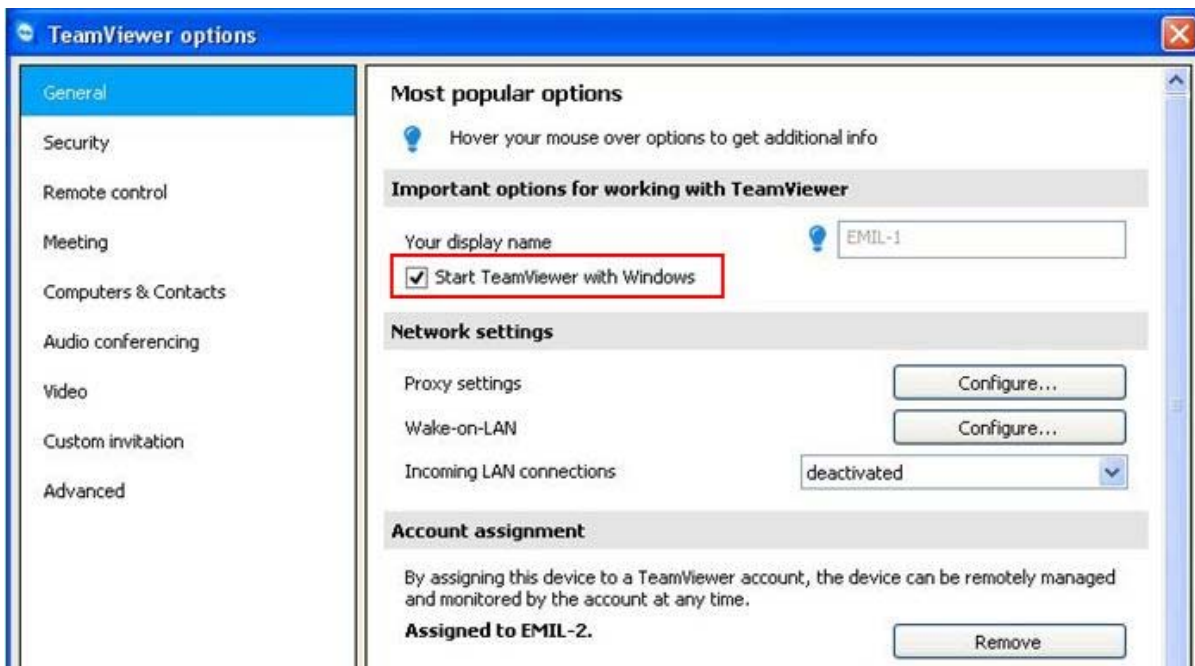 TeamViewer options
General
Security
Remote control
Meeting
Computers & Contacts
Audio conferencing
Video
Custom invitation
Advanced
Most popular options
Hover your mouse over options to get additional info
Important options for working with TeamViewer
Your display name
EMIL-1
Start TeamViewer with Windows
Network settings
Proxy settings
Configure...
Wake-on-LAN
Configure...
Incoming LAN connections
deactivated
Account assignment
By assigning this device to a TeamViewer account, the device can be remotely managed
and monitored by the account at any time.
Assigned to EMIL-2.
Remove